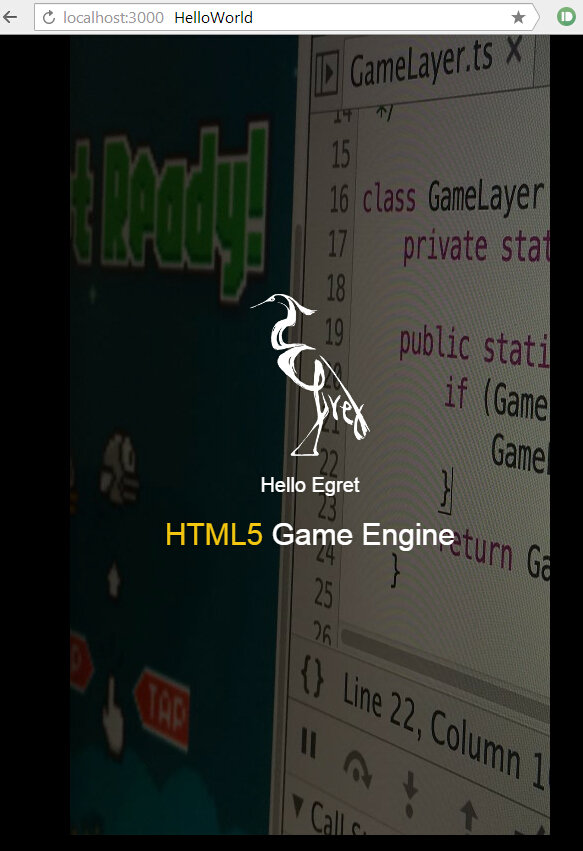 localhost:3000 HelloWorld
GameLayer.ts X
t Ready!
14 */
15
16 class GameLayer
17 private stat
18
19 public stati
if (Game
Game
22 }
23 return Ga
24 }
25
26
Egret
Hello Egret
HTML5 Game Engine
TAP
{} Line 22, Column 1
Call S